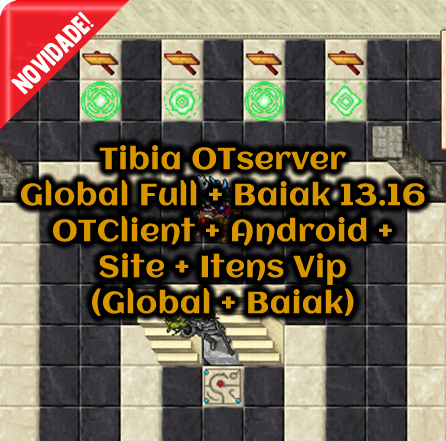 NOVIDADE!
Tibia OTserver
Global Full + Baiak 13.16
OTClient + Android +
Site + Itens Vip
(Global + Baiak)